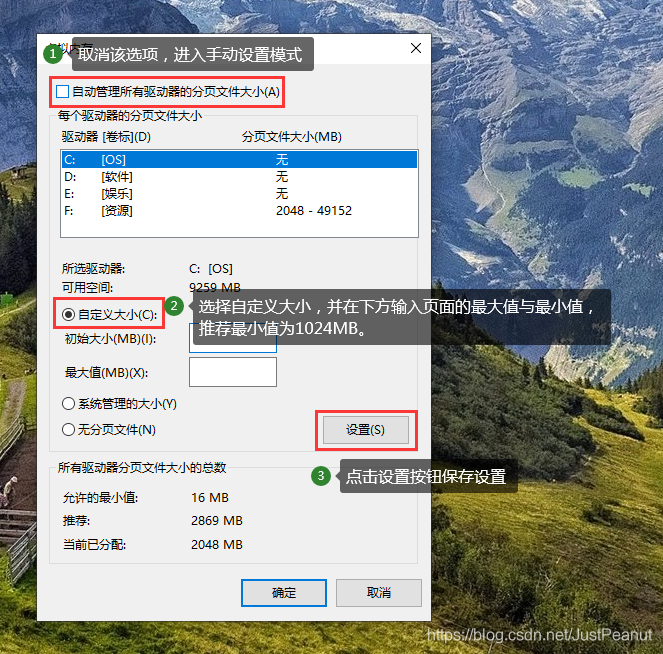 1 取消该选项，进入手动设置模式
自动管理所有驱动器的分页文件大小(A)
每个驱动器的分页文件大小
驱动器 [卷标](D) 分页文件大小(MB)
C: [OS] 无
D: [软件] 无
E: [娱乐] 无
F: [资源] 2048 - 49152
所选驱动器: C: [OS]
可用空间: 9259 MB
2 选择自定义大小，并在下方输入页面的最大值与最小值，
推荐最小值为1024MB。
自定义大小(C):
初始大小(MB)(I):
最大值(MB)(X):
系统管理的大小(Y)
无分页文件(N)
设置(S)
所有驱动器分页文件大小的总数
3 点击设置按钮保存设置
允许的最小值: 16 MB
推荐: 2869 MB
当前已分配: 2048 MB
确定 取消
https://blog.csdn.net/JustPeanut